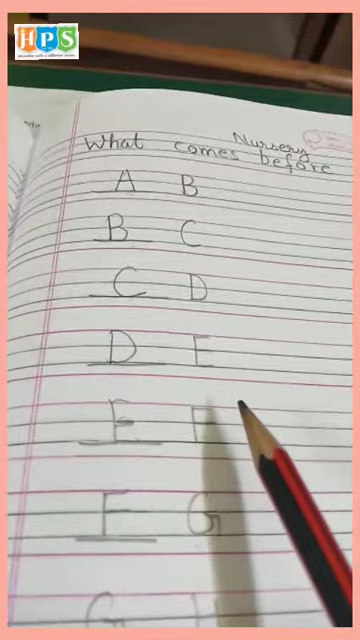 HPS
Nursery
What comes before
A B
B C
C D
D E
E F
F G
G